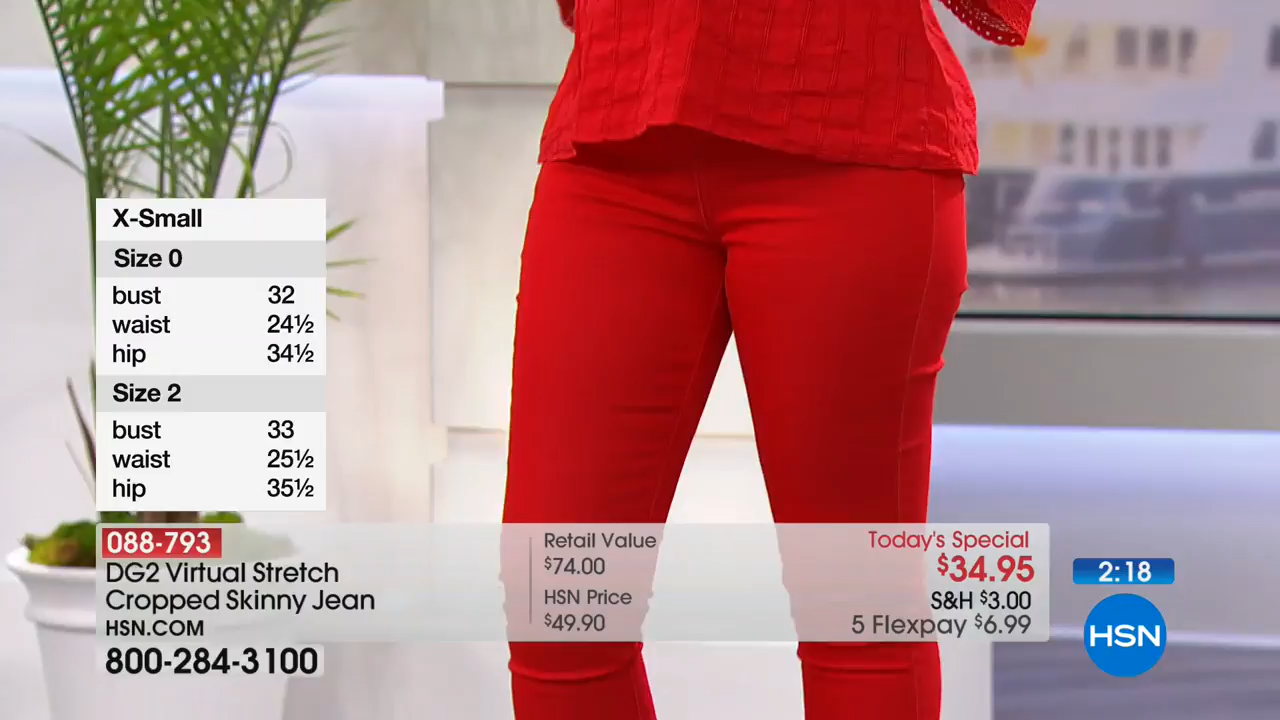 X-Small
Size 0
bust 32
waist 24½
hip 34½
Size 2
bust 33
waist 25½
hip 35½
088-793
DG2 Virtual Stretch
Cropped Skinny Jean
HSN.COM
800-284-3100
Retail Value
$74.00
HSN Price
$49.90
Today's Special
$34.95
S&H $3.00
5 Flexpay $6.99
2:18
HSN